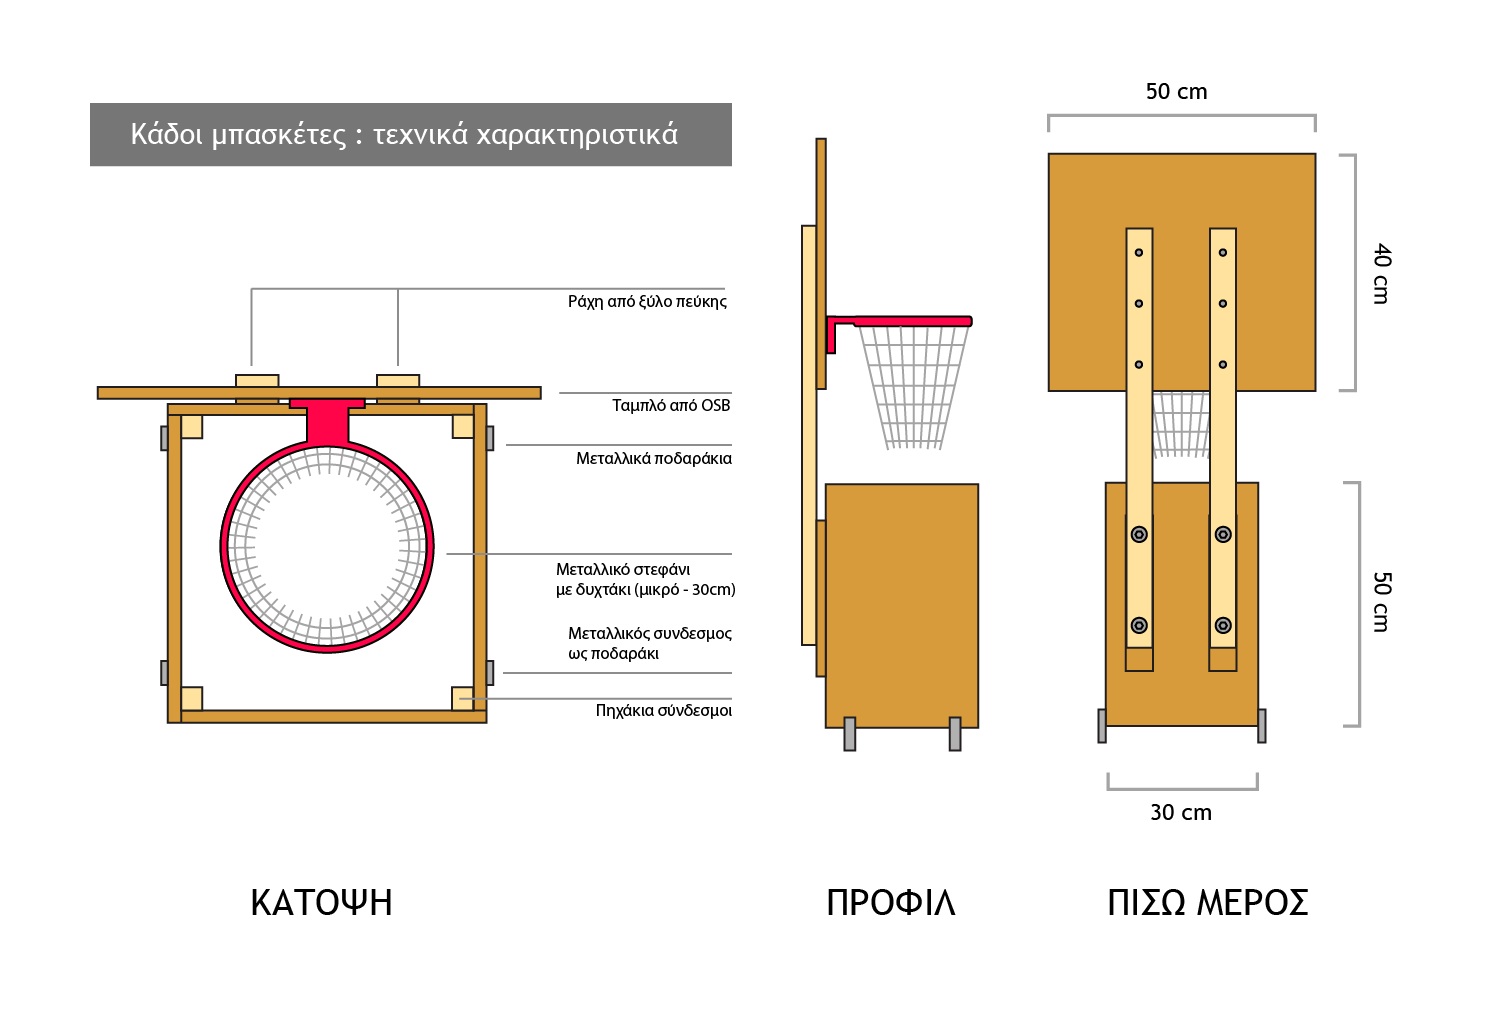 Κάδοι μπασκέτες : τεχνικά χαρακτηριστικά
Ράχη από ξύλο πεύκης
Ταμπλό από OSB
Μεταλλικά ποδαράκια
Μεταλλικό στεφάνι
με δυχτάκι (μικρό - 30cm)
Μεταλλικός συνδεσμος
ως ποδαράκι
Πηχάκια σύνδεσμοι
50 cm
40 cm
50 cm
30 cm
ΚΑΤΟΨΗ
ΠΡΟΦΙΛ
ΠΙΣΩ ΜΕΡΟΣ